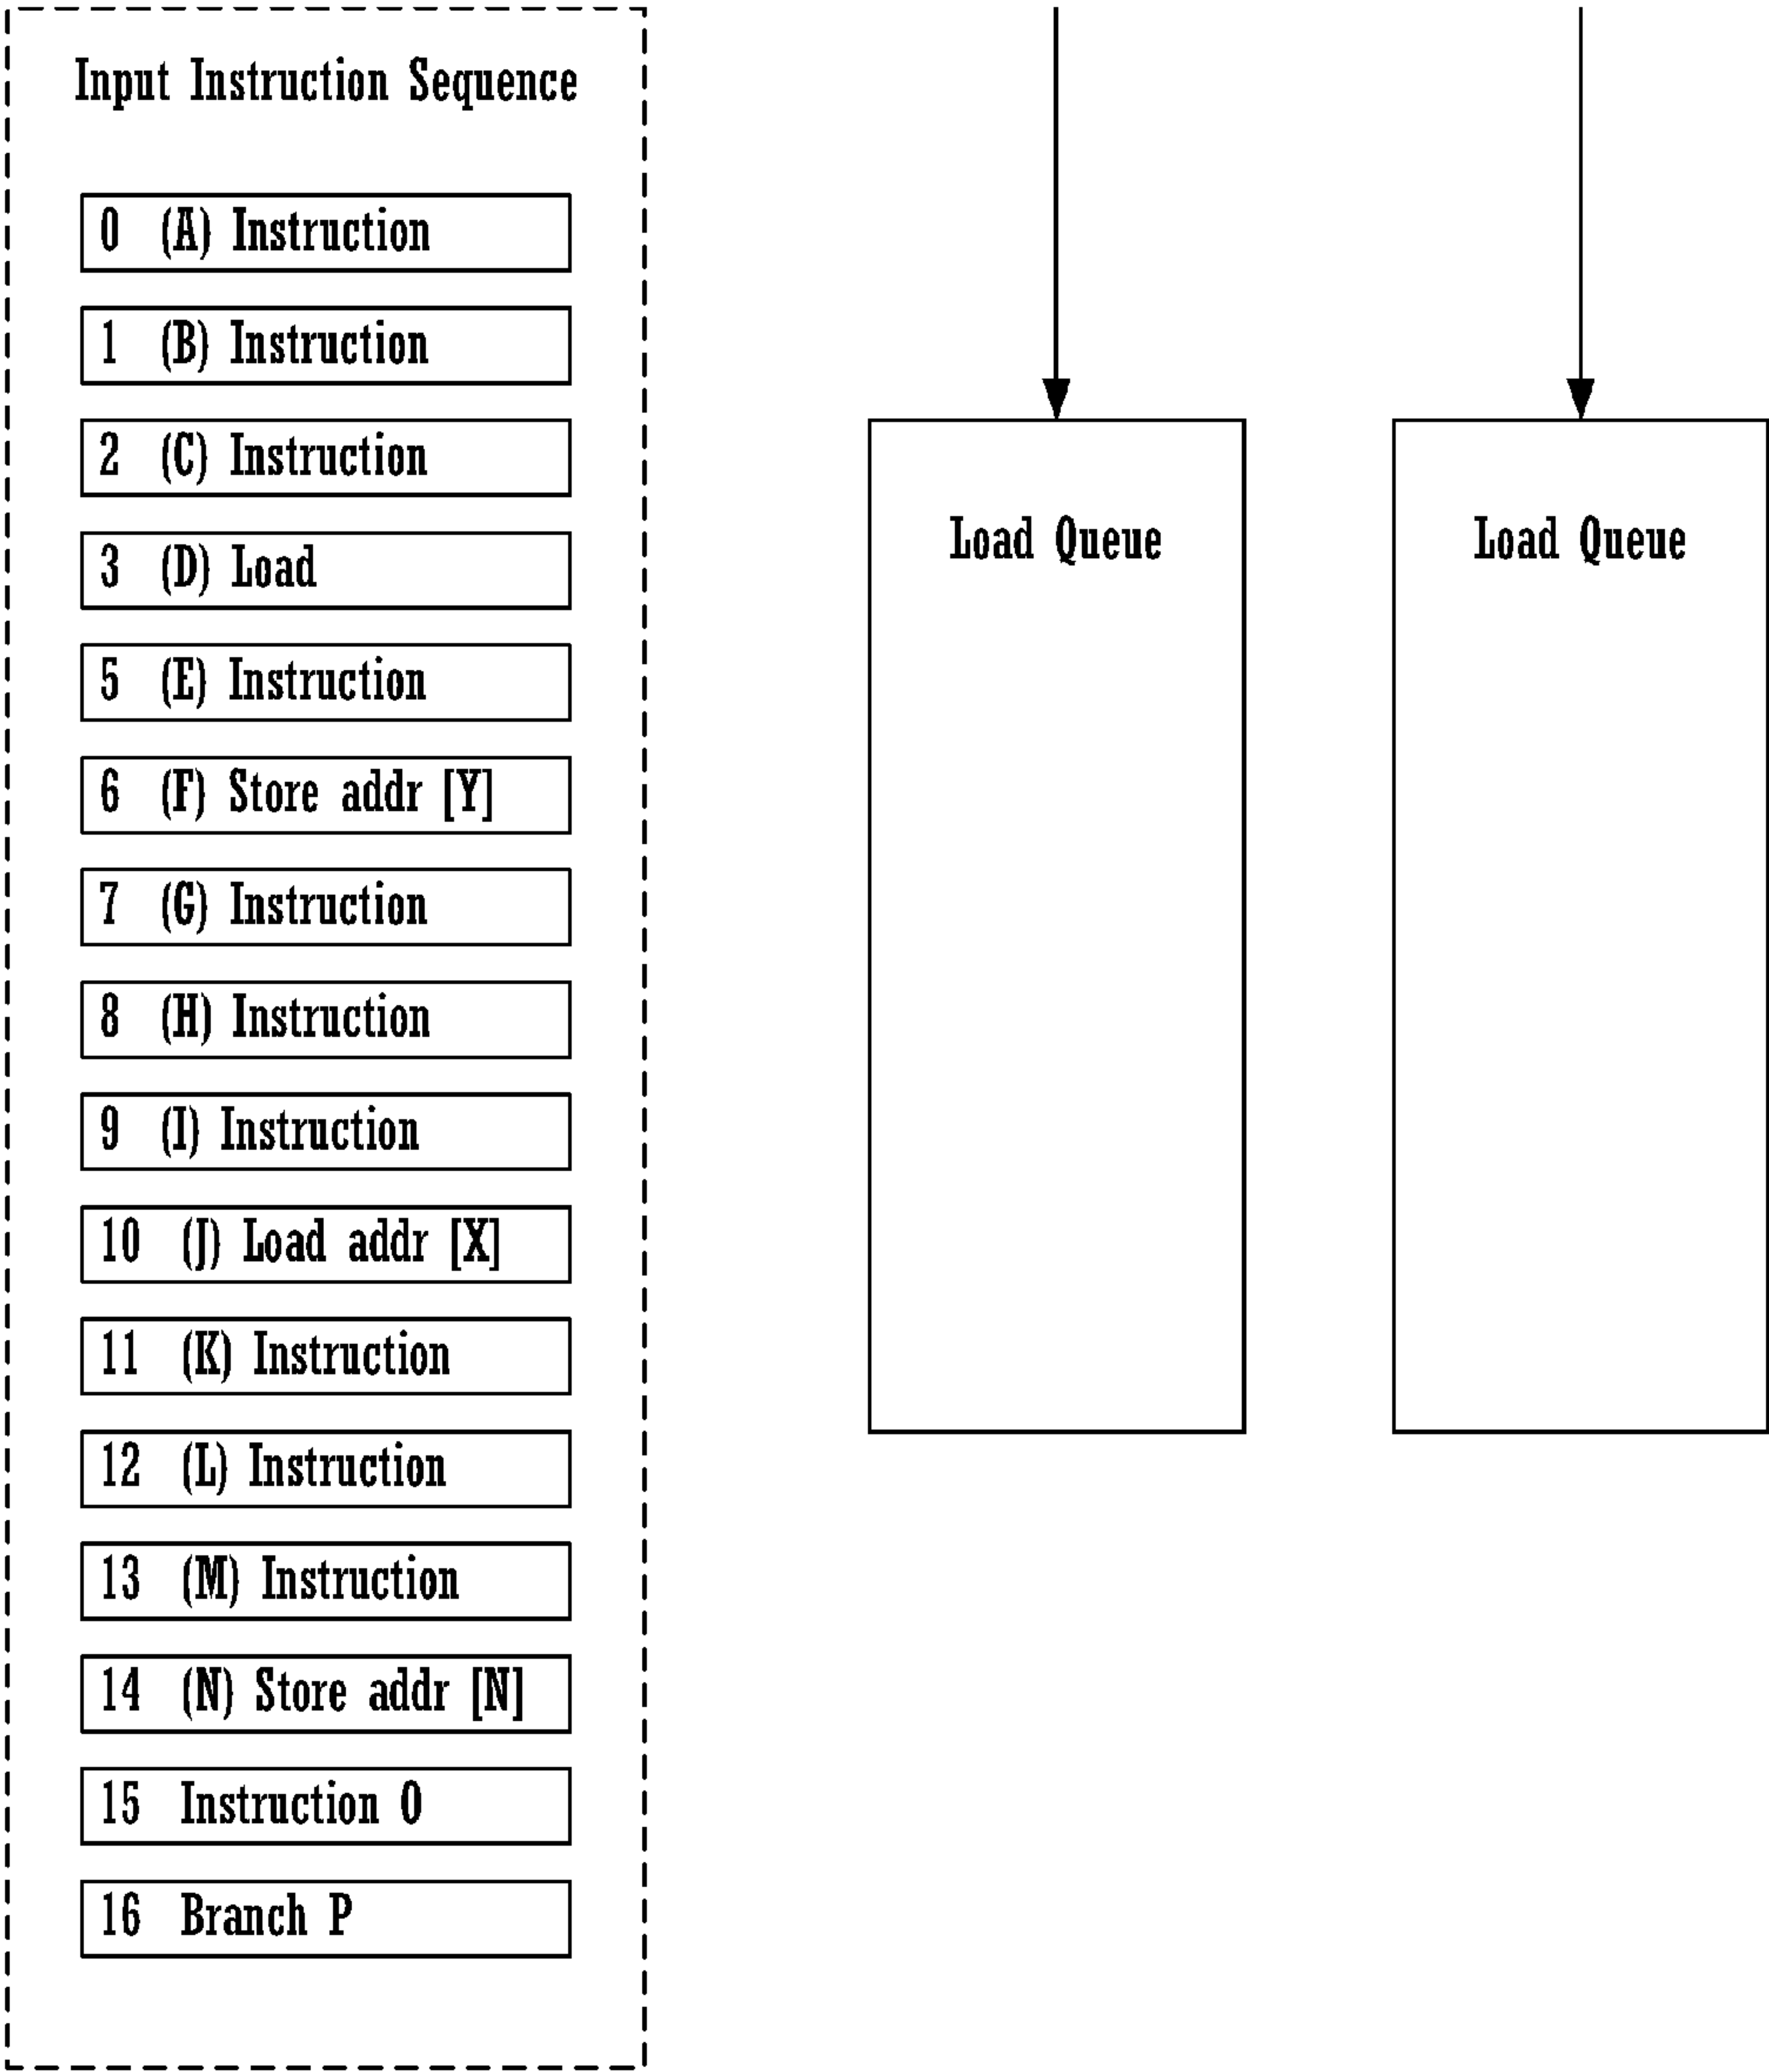 Input Instruction Sequence
0 (A) Instruction
1 (B) Instruction
2 (C) Instruction
3 (D) Load
5 (E) Instruction
6 (F) Store addr [Y]
7 (G) Instruction
8 (H) Instruction
9 (I) Instruction
10 (J) Load addr [X]
11 (K) Instruction
12 (L) Instruction
13 (M) Instruction
14 (N) Store addr [N]
15 Instruction O
16 Branch P
Load Queue
Load Queue